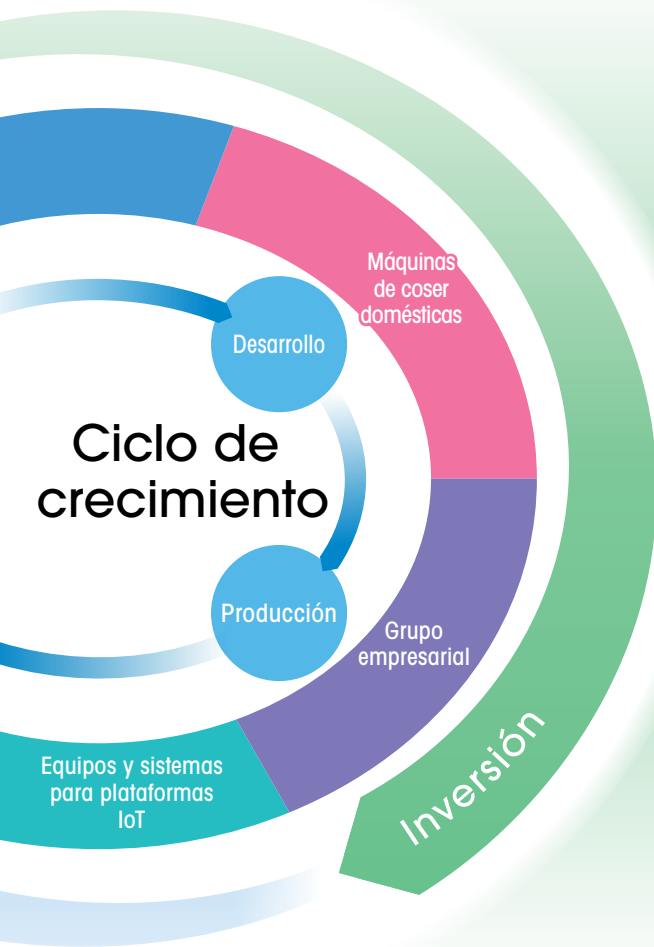 Máquinas
de coser
domésticas
Desarrollo
Ciclo de
crecimiento
Producción
Grupo
empresarial
Inversión
Equipos y sistemas
para plataformas
IoT